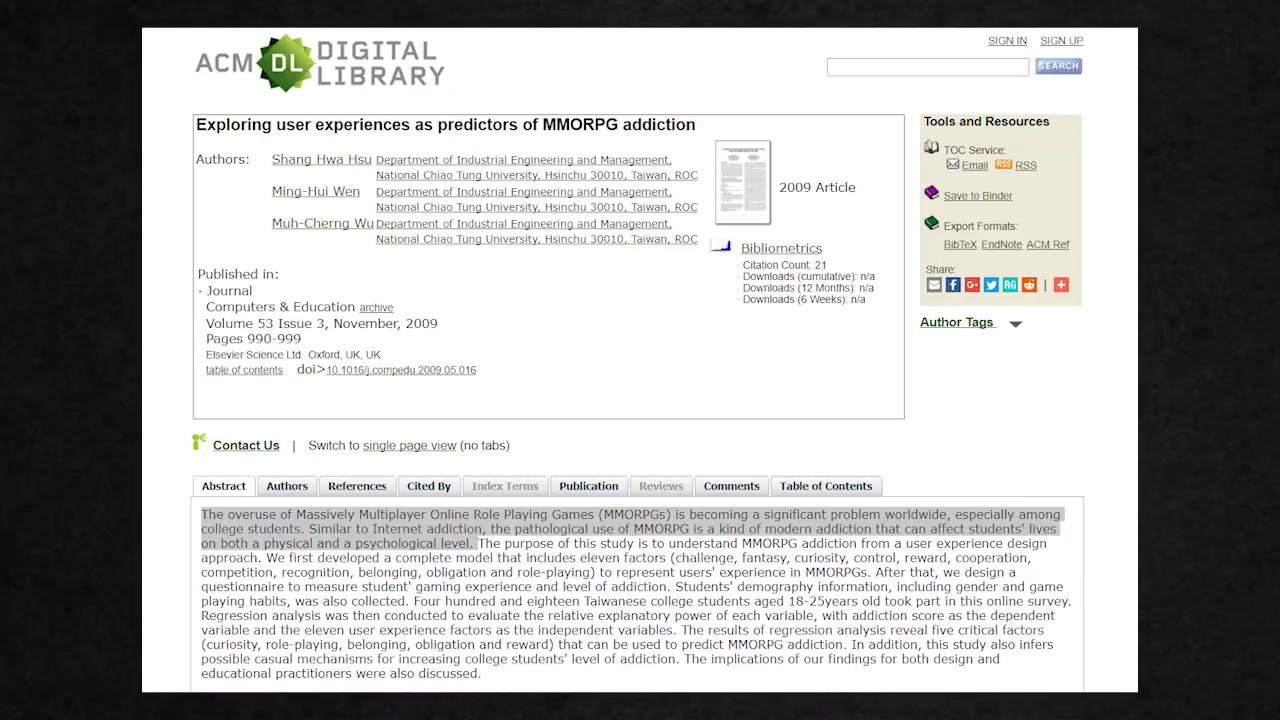 ACM DL DIGITAL LIBRARY
SIGN IN SIGN UP
SEARCH
Exploring user experiences as predictors of MMORPG addiction
Authors: Shang Hwa Hsu Department of Industrial Engineering and Management,
National Chiao Tung University, Hsinchu 30010, Taiwan, ROC
Ming-Hui Wen Department of Industrial Engineering and Management,
National Chiao Tung University, Hsinchu 30010, Taiwan, ROC
Muh-Cherng Wu Department of Industrial Engineering and Management,
National Chiao Tung University, Hsinchu 30010, Taiwan, ROC
2009 Article
Bibliometrics
· Citation Count: 21
· Downloads (cumulative): n/a
· Downloads (12 Months): n/a
· Downloads (6 Weeks): n/a
Published in:
· Journal
Computers & Education archive
Volume 53 Issue 3, November, 2009
Pages 990-999
Elsevier Science Ltd. Oxford, UK, UK
table of contents doi>10.1016/j.compedu.2009.05.016
Tools and Resources
TOC Service:
Email RSS RSS
Save to Binder
Export Formats:
BibTeX EndNote ACM Ref
Share:
RG
|
Author Tags
Contact Us | Switch to single page view (no tabs)
Abstract Authors References Cited By Index Terms Publication Reviews Comments Table of Contents
The overuse of Massively Multiplayer Online Role Playing Games (MMORPGs) is becoming a significant problem worldwide, especially among
college students. Similar to Internet addiction, the pathological use of MMORPG is a kind of modern addiction that can affect students' lives
on both a physical and a psychological level. The purpose of this study is to understand MMORPG addiction from a user experience design
approach. We first developed a complete model that includes eleven factors (challenge, fantasy, curiosity, control, reward, cooperation,
competition, recognition, belonging, obligation and role-playing) to represent users' experience in MMORPGs. After that, we design a
questionnaire to measure student' gaming experience and level of addiction. Students' demography information, including gender and game
playing habits, was also collected. Four hundred and eighteen Taiwanese college students aged 18-25years old took part in this online survey.
Regression analysis was then conducted to evaluate the relative explanatory power of each variable, with addiction score as the dependent
variable and the eleven user experience factors as the independent variables. The results of regression analysis reveal five critical factors
(curiosity, role-playing, belonging, obligation and reward) that can be used to predict MMORPG addiction. In addition, this study also infers
possible casual mechanisms for increasing college students' level of addiction. The implications of our findings for both design and
educational practitioners were also discussed.